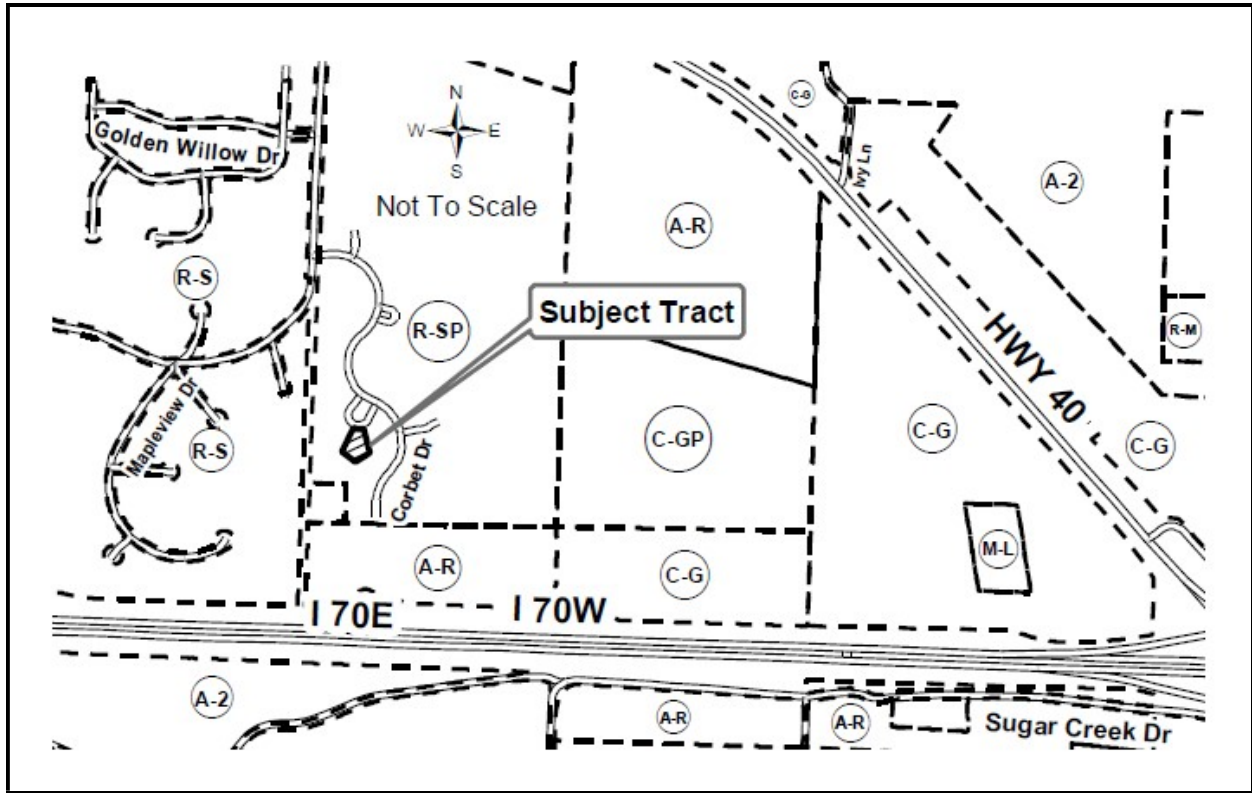 N
W E
S
Not To Scale
Golden Willow Dr
C-G
Ivy Ln
A-2
A-R
R-S
R-SP
Subject Tract
R-M
HWY 40
Mapleview Dr
R-S
C-GP
C-G
C-G
Corbet Dr
A-R
C-G
M-L
I 70E
I 70W
A-2
A-R
A-R
Sugar Creek Dr